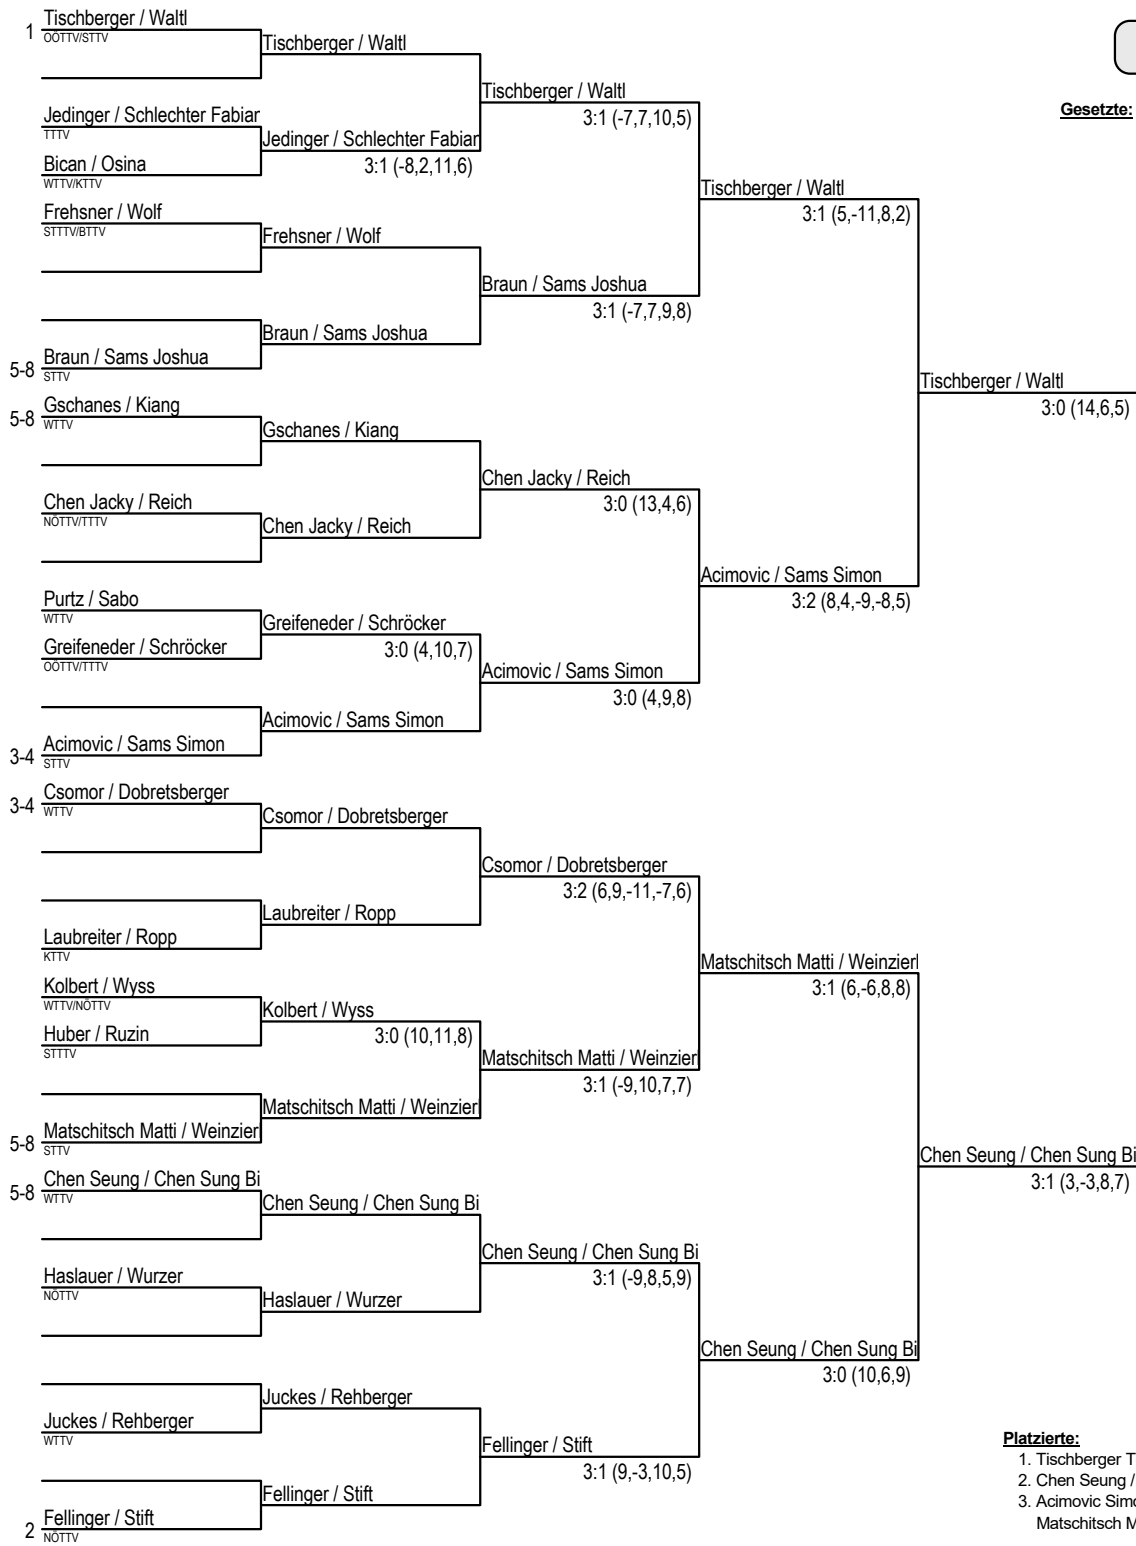 Tischberger / Waltl
1
OÖTTV/STTV
Tischberger / Waltl
Tischberger / Waltl
3:1 (-7,7,10,5)
Gesetzte:
Jedinger / Schlechter Fabian
TTTV
Jedinger / Schlechter Fabian
3:1 (-8,2,11,6)
Bican / Osina
WTTV/KTTV
Tischberger / Waltl
3:1 (5,-11,8,2)
Frehsner / Wolf
STTTV/BTTV
Frehsner / Wolf
Braun / Sams Joshua
3:1 (-7,7,9,8)
Braun / Sams Joshua
5-8 Braun / Sams Joshua
STTV
Tischberger / Waltl
3:0 (14,6,5)
5-8 Gschanes / Kiang
WTTV
Gschanes / Kiang
Chen Jacky / Reich
3:0 (13,4,6)
Chen Jacky / Reich
NÖTTV/TTTV
Chen Jacky / Reich
Acimovic / Sams Simon
3:2 (8,4,-9,-8,5)
Purtz / Sabo
WTTV
Greifeneder / Schröcker
3:0 (4,10,7)
Greifeneder / Schröcker
OÖTTV/TTTV
Acimovic / Sams Simon
3:0 (4,9,8)
Acimovic / Sams Simon
3-4 Acimovic / Sams Simon
STTV
3-4 Csomor / Dobretsberger
WTTV
Csomor / Dobretsberger
Csomor / Dobretsberger
3:2 (6,9,-11,-7,6)
Laubreiter / Ropp
Laubreiter / Ropp
KTTV
Matschitsch Matti / Weinzierl
3:1 (6,-6,8,8)
Kolbert / Wyss
WTTV/NÖTTV
Kolbert / Wyss
3:0 (10,11,8)
Huber / Ruzin
STTTV
Matschitsch Matti / Weinzier
3:1 (-9,10,7,7)
Matschitsch Matti / Weinzier
5-8 Matschitsch Matti / Weinzier
STTV
Chen Seung / Chen Sung Bi
3:1 (3,-3,8,7)
5-8 Chen Seung / Chen Sung Bi
WTTV
Chen Seung / Chen Sung Bi
Chen Seung / Chen Sung Bi
3:1 (-9,8,5,9)
Haslauer / Wurzer
NÖTTV
Haslauer / Wurzer
Chen Seung / Chen Sung Bi
3:0 (10,6,9)
Juckes / Rehberger
Juckes / Rehberger
WTTV
Fellinger / Stift
3:1 (9,-3,10,5)
Fellinger / Stift
2 Fellinger / Stift
NÖTTV
Platzierte:
1. Tischberger T
2. Chen Seung /
3. Acimovic Simo
Matschitsch M